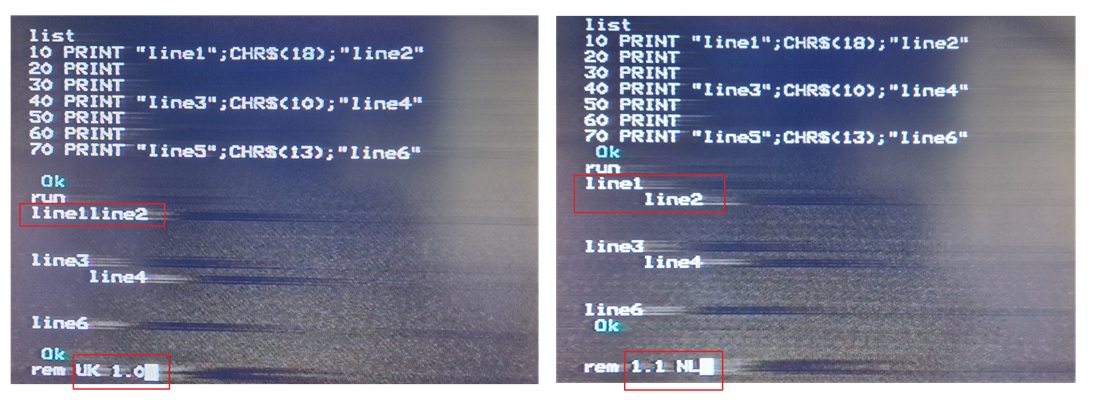 list
10 PRINT "line1";CHR$(18);"line2"
20 PRINT
30 PRINT
40 PRINT "line3";CHR$(10);"line4"
50 PRINT
60 PRINT
70 PRINT "line5";CHR$(13);"line6"
Ok
run
line1line2
line3
line4
line6
Ok
rem UK 1.0
list
10 PRINT "line1";CHR$(18);"line2"
20 PRINT
30 PRINT
40 PRINT "line3";CHR$(10);"line4"
50 PRINT
60 PRINT
70 PRINT "line5";CHR$(13);"line6"
Ok
run
line1
line2
line3
line4
line6
Ok
rem 1.1 NL